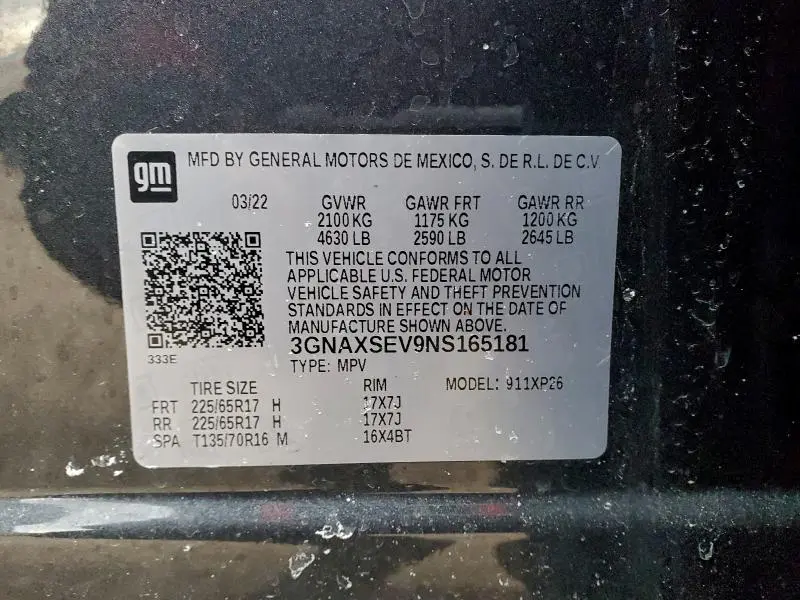 gm MFD BY GENERAL MOTORS DE MEXICO, S. DE R.L. DE C.V
03/22 GVWR GAWR FRT GAWR RR
2100 KG 1175 KG 1200 KG
4630 LB 2590 LB 2645 LB
THIS VEHICLE CONFORMS TO ALL
APPLICABLE U.S. FEDERAL MOTOR
VEHICLE SAFETY AND THEFT PREVENTION
STANDARDS IN EFFECT ON THE DATE OF
MANUFACTURE SHOWN ABOVE.
333E
3GNAXSEV9NS165181
TYPE: MPV
TIRE SIZE RIM MODEL: 911XP26
FRT 225/65R17 H 17X7J
RR 225/65R17 H 17X7J
SPA T135/70R16 M 16X4BT